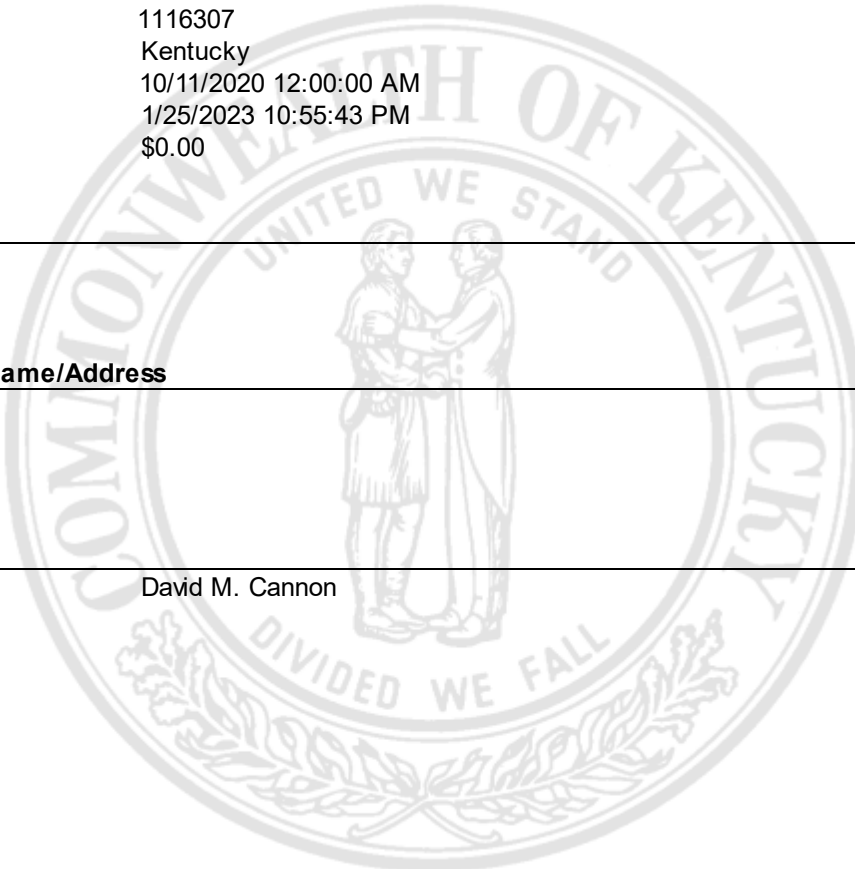 1116307
Kentucky
10/11/2020 12:00:00 AM
1/25/2023 10:55:43 PM
$0.00
COMMONWEALTH OF KENTUCKY
UNITED WE STAND
ame/Address
David M. Cannon
DIVIDED WE FALL